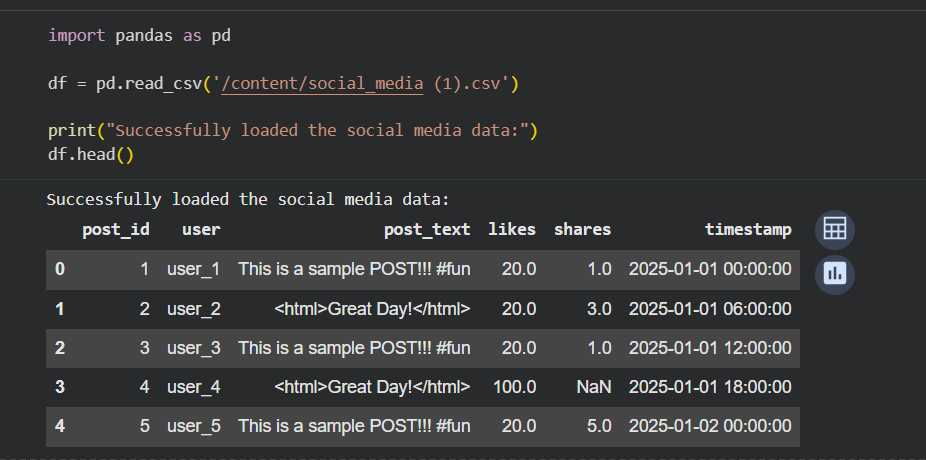 import pandas as pd
df = pd.read_csv('/content/social_media (1).csv')
print("Successfully loaded the social media data:")
df.head()
Successfully loaded the social media data:
post_id user post_text likes shares timestamp
0 1 user_1 This is a sample POST!!! #fun 20.0 1.0 2025-01-01 00:00:00
1 2 user_2 <html>Great Day!</html> 20.0 3.0 2025-01-01 06:00:00
2 3 user_3 This is a sample POST!!! #fun 20.0 1.0 2025-01-01 12:00:00
3 4 user_4 <html>Great Day!</html> 100.0 NaN 2025-01-01 18:00:00
4 5 user_5 This is a sample POST!!! #fun 20.0 5.0 2025-01-02 00:00:00